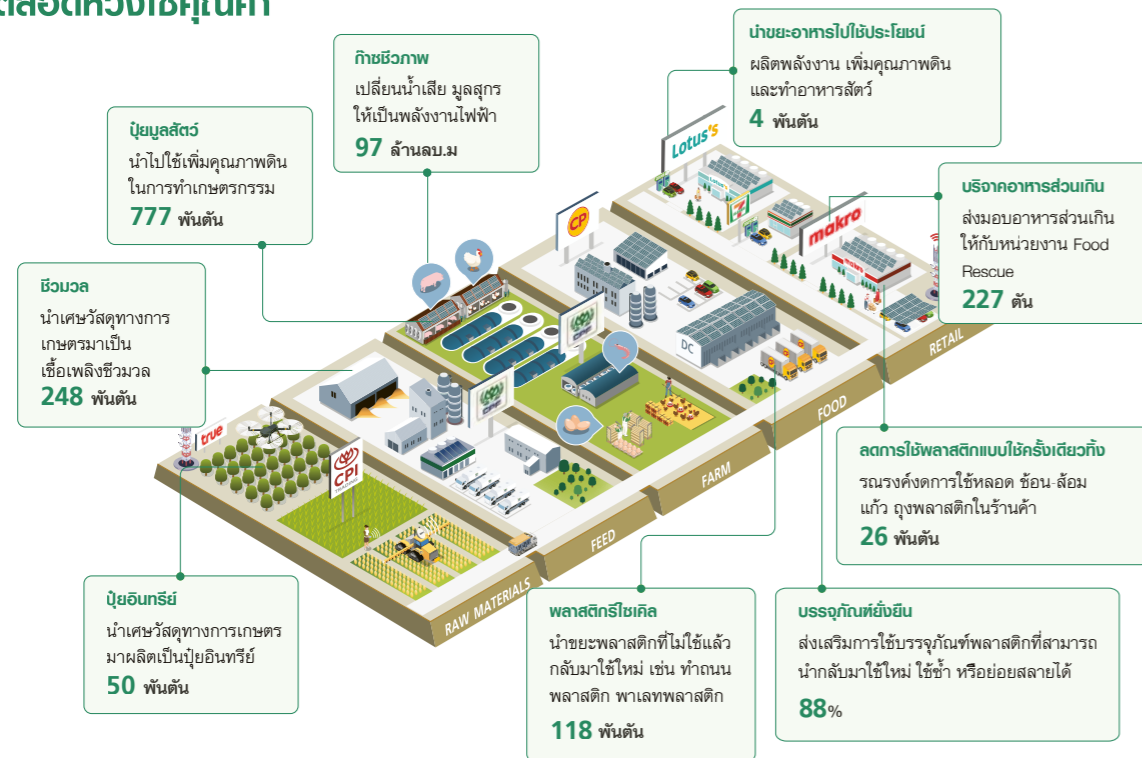 ตลอดห่วงโซ่คุณค่า
ก๊าซชีวภาพ
เปลี่ยนน้ำเสีย มูลสุกร
ให้เป็นพลังงานไฟฟ้า
97 ล้านลบ.ม
นำขยะอาหารไปใช้ประโยชน์
ผลิตพลังงาน เพิ่มคุณภาพดิน
และทำอาหารสัตว์
4 พันตัน
ปุ๋ยมูลสัตว์
นำไปใช้เพิ่มคุณภาพดิน
ในการทำเกษตรกรรม
777 พันตัน
บริจาคอาหารส่วนเกิน
ส่งมอบอาหารส่วนเกิน
ให้กับหน่วยงาน Food
Rescue
227 ตัน
ชีวมวล
นำเศษวัสดุทางการ
เกษตรมาเป็น
เชื้อเพลิงชีวมวล
248 พันตัน
Lotus's
Lotus's
7
CP
makro
makro
CPF
CPF
DC
true
CPI
TRADING
RETAIL
FOOD
FARM
FEED
RAW MATERIALS
ลดการใช้พลาสติกแบบใช้ครั้งเดียวทิ้ง
รณรงค์งดการใช้หลอด ช้อน-ส้อม
แก้ว ถุงพลาสติกในร้านค้า
26 พันตัน
ปุ๋ยอินทรีย์
นำเศษวัสดุทางการเกษตร
มาผลิตเป็นปุ๋ยอินทรีย์
50 พันตัน
พลาสติกรีไซเคิล
นำขยะพลาสติกที่ไม่ใช้แล้ว
กลับมาใช้ใหม่ เช่น ทำถนน
พลาสติก พาเลทพลาสติก
118 พันตัน
บรรจุภัณฑ์ยั่งยืน
ส่งเสริมการใช้บรรจุภัณฑ์พลาสติกที่สามารถ
นำกลับมาใช้ใหม่ ใช้ซ้ำ หรือย่อยสลายได้
88%